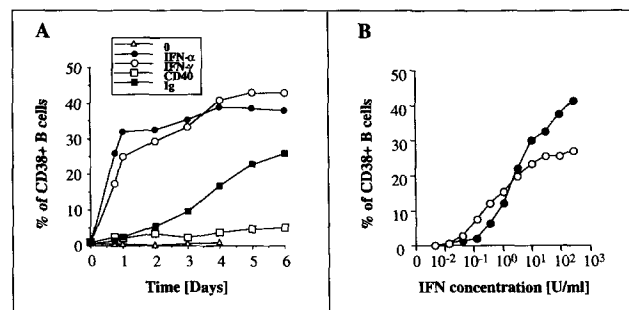 A
0
IFN-α
IFN-γ
CD40
Ig
50
40
30
20
10
0
% of CD38+ B cells
0 1 2 3 4 5 6
Time [Days]
B
50
40
30
20
10
0
% of CD38+ B cells
0 10-2 10-1 100 101 102 103
IFN concentration [U/ml]